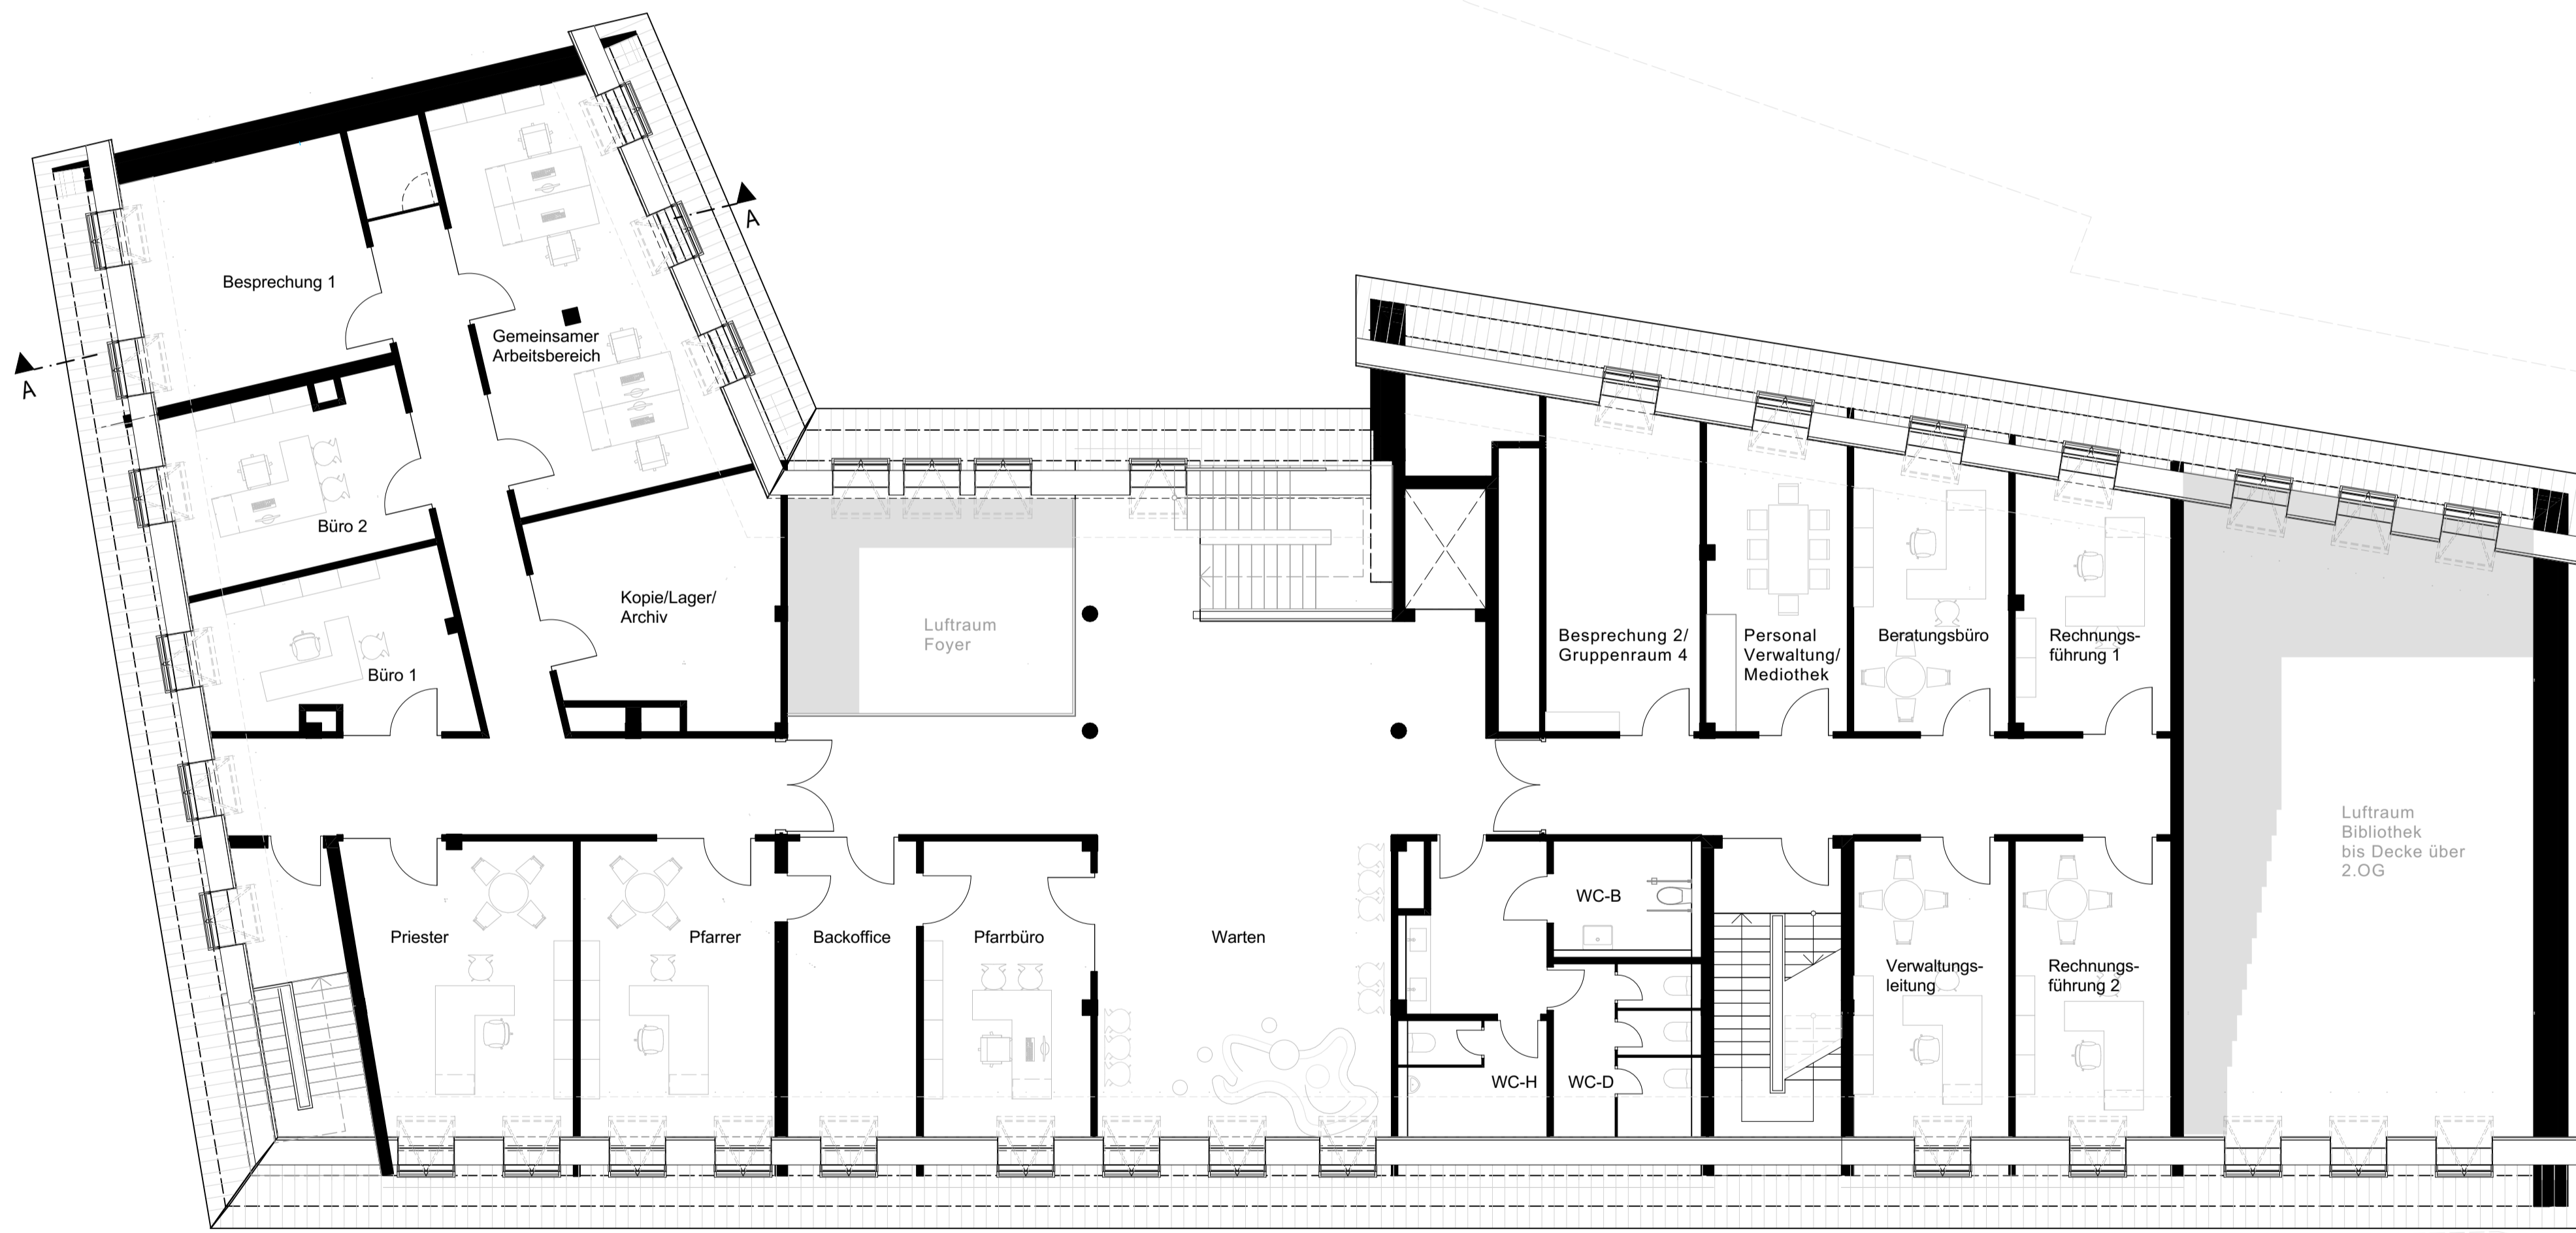 A
A
Besprechung 1
Gemeinsamer
Arbeitsbereich
Büro 2
Büro 1
Kopie/Lager/
Archiv
Luftraum
Foyer
Besprechung 2/
Gruppenraum 4
Personal
Verwaltung/
Mediothek
Beratungsbüro
Rechnungs-
führung 1
Luftraum
Bibliothek
bis Decke über
2.OG
Priester
Pfarrer
Backoffice
Pfarrbüro
Warten
WC-B
WC-H
WC-D
Verwaltungs-
leitung
Rechnungs-
führung 2